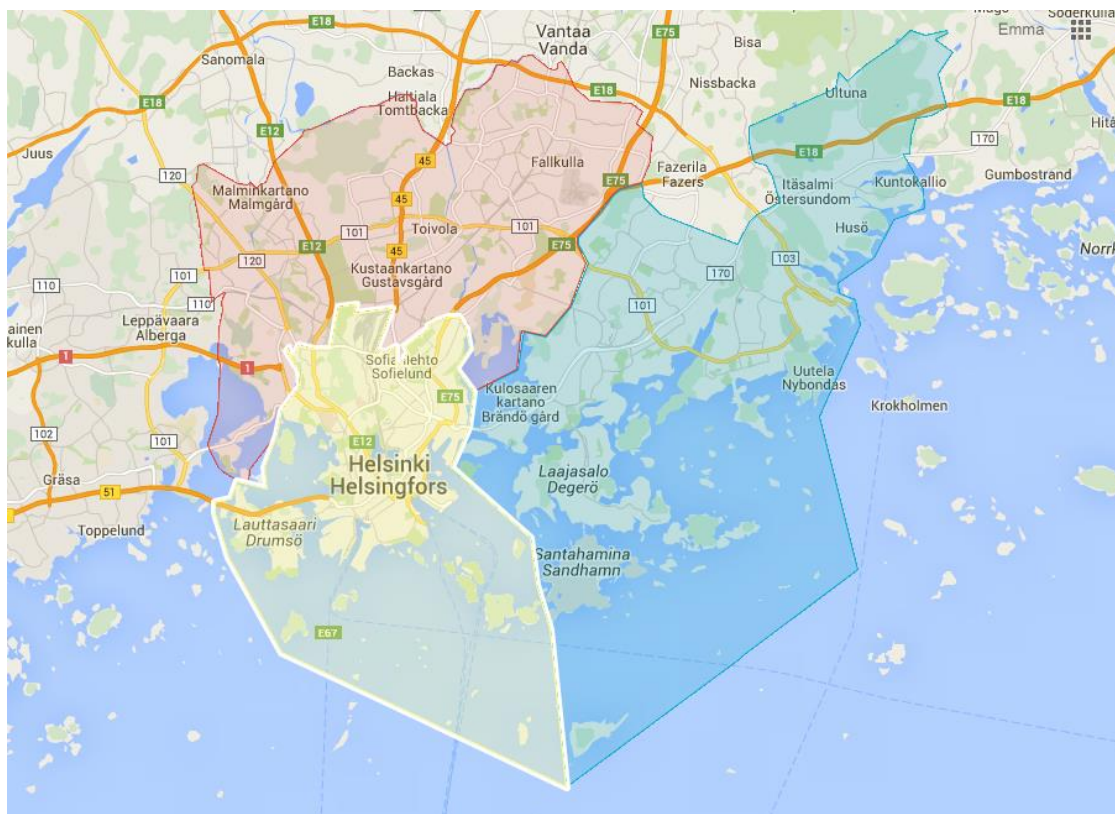 E18
Vantaa
Vanda
E75
Mags
Söderkulla
Emma
Sanomala
Bisa
Backas
Haltiala
Tomtbacka
Nissbacka
Ultuna
E18
E18
E12
Juus
45
170
Hitå
120
Fallkulla
Fazerila
Fazers
E18
Gumbostrand
Malminkartano
Malmgård
45
E75
Itäsalmi
Östersundom
Kuntokallio
101
Toivola
101
Husö
Norrk
E12
E75
101
120
45
103
Kustaankartano
Gustavsgård
170
110
110
101
ainen
kulla
Leppävaara
Alberga
1
1
Sofianlehto
Sofielund
Uutela
Nybondas
Kulosaaren
kartano
Brändö gård
E75
Krokholmen
102
101
E12
Helsinki
Helsingfors
Laajasalo
Degerö
Gräsa
51
Toppelund
Lauttasaari
Drumsö
Santahamina
Sandhamn
E67